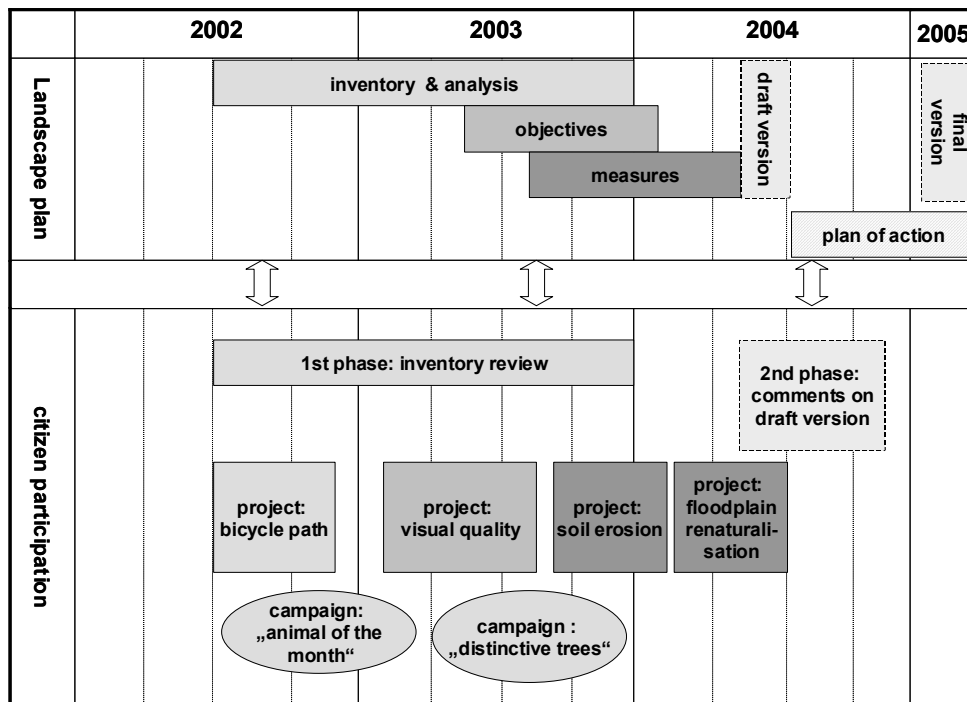 2002
2003
2004
2005
Landscape plan
inventory & analysis
objectives
measures
draft version
final
version
plan of action
citizen participation
1st phase: inventory review
2nd phase:
comments on
draft version
project:
bicycle path
project:
visual quality
project:
soil erosion
project:
floodplain
renaturali-
sation
campaign:
„animal of the
month“
campaign :
„distinctive trees“